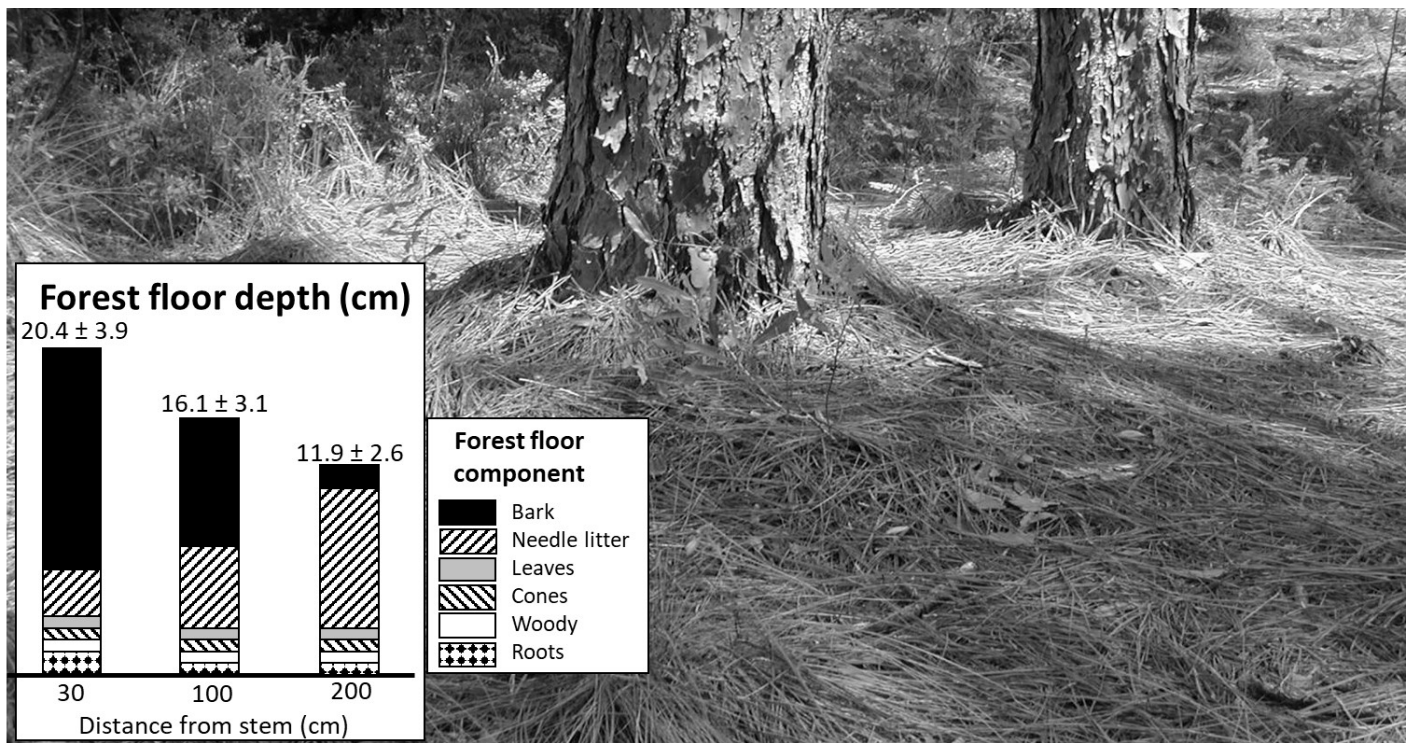 Forest floor depth (cm)
20.4 ± 3.9
16.1 ± 3.1
11.9 ± 2.6
30
100
200
Distance from stem (cm)
Forest floor
component
Bark
Needle litter
Leaves
Cones
Woody
Roots